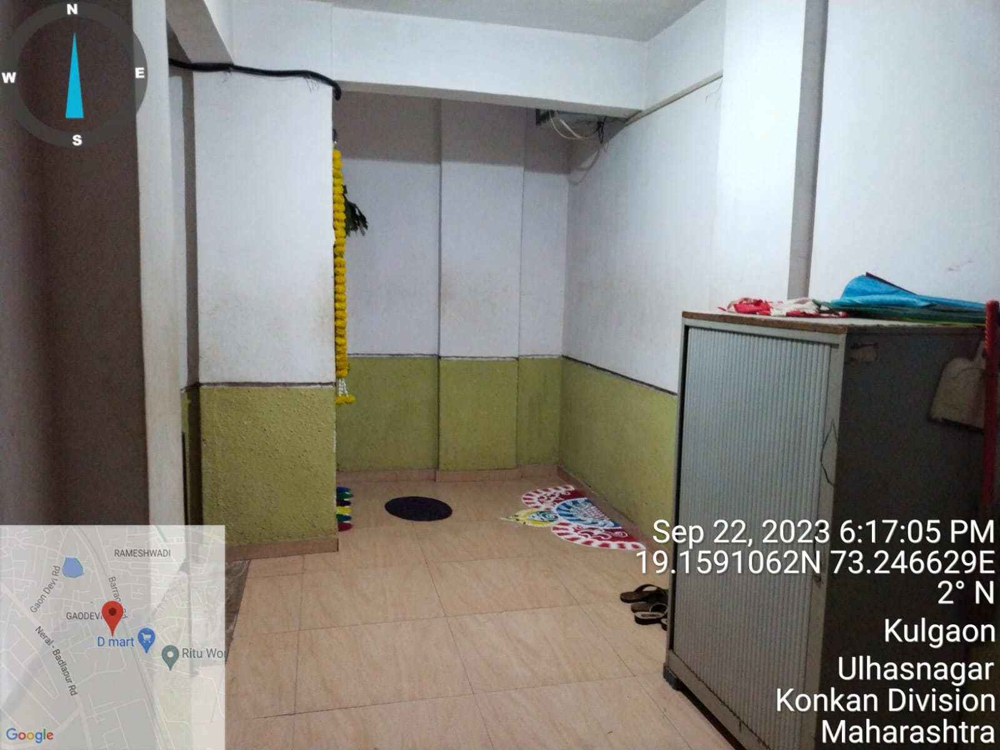 N
W
E
S
RAMESHWADI
Gaon Devi Rd
GAODEVI
D mart
Neral - Badlapur Rd
Google
Sep 22, 2023 6:17:05 PM
19.1591062N 73.246629E
2° N
Kulgaon
Ulhasnagar
Konkan Division
Maharashtra